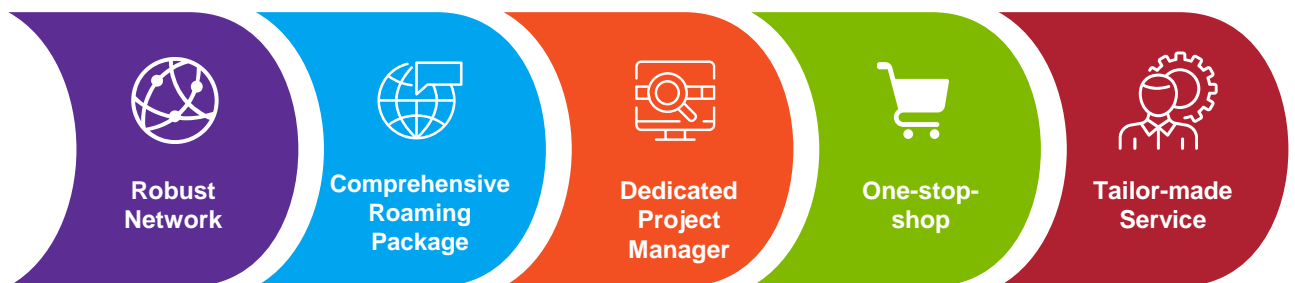 Robust
Network
Comprehensive
Roaming
Package
Dedicated
Project
Manager
One-stop-
shop
Tailor-made
Service